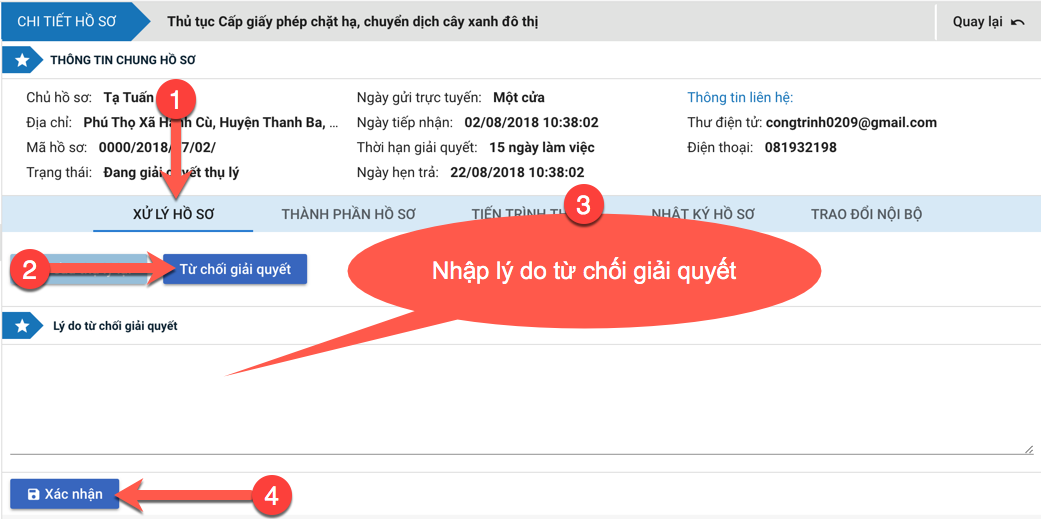 CHI TIẾT HỒ SƠ
Thủ tục Cấp giấy phép chặt hạ, chuyển dịch cây xanh đô thị
Quay lại
THÔNG TIN CHUNG HỒ SƠ
Chủ hồ sơ: Tạ Tuấn
Ngày gửi trực tuyến: Một cửa
Thông tin liên hệ:
1
Địa chỉ: Phú Thọ Xã Hanh Cù, Huyện Thanh Ba, ...
Ngày tiếp nhận: 02/08/2018 10:38:02
Thư điện tử: congtrinh0209@gmail.com
Mã hồ sơ: 0000/2018/ 7/02/
Thời hạn giải quyết: 15 ngày làm việc
Điện thoại: 081932198
Trạng thái: Đang giải quyết thụ lý
Ngày hẹn trả: 22/08/2018 10:38:02
XỬ LÝ HỒ SƠ
THÀNH PHẦN HỒ SƠ
TIẾN TRÌNH
3
NHẬT KÝ HỒ SƠ
TRAO ĐỔI NỘI BỘ
2
Từ chối giải quyết
Nhập lý do từ chối giải quyết
Lý do từ chối giải quyết
Xác nhận
4